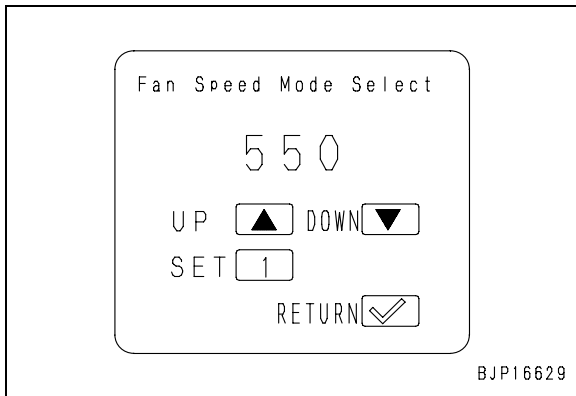 Fan Speed Mode Select
550
UP ▲ DOWN ▼
SET 1
RETURN
BJP16629